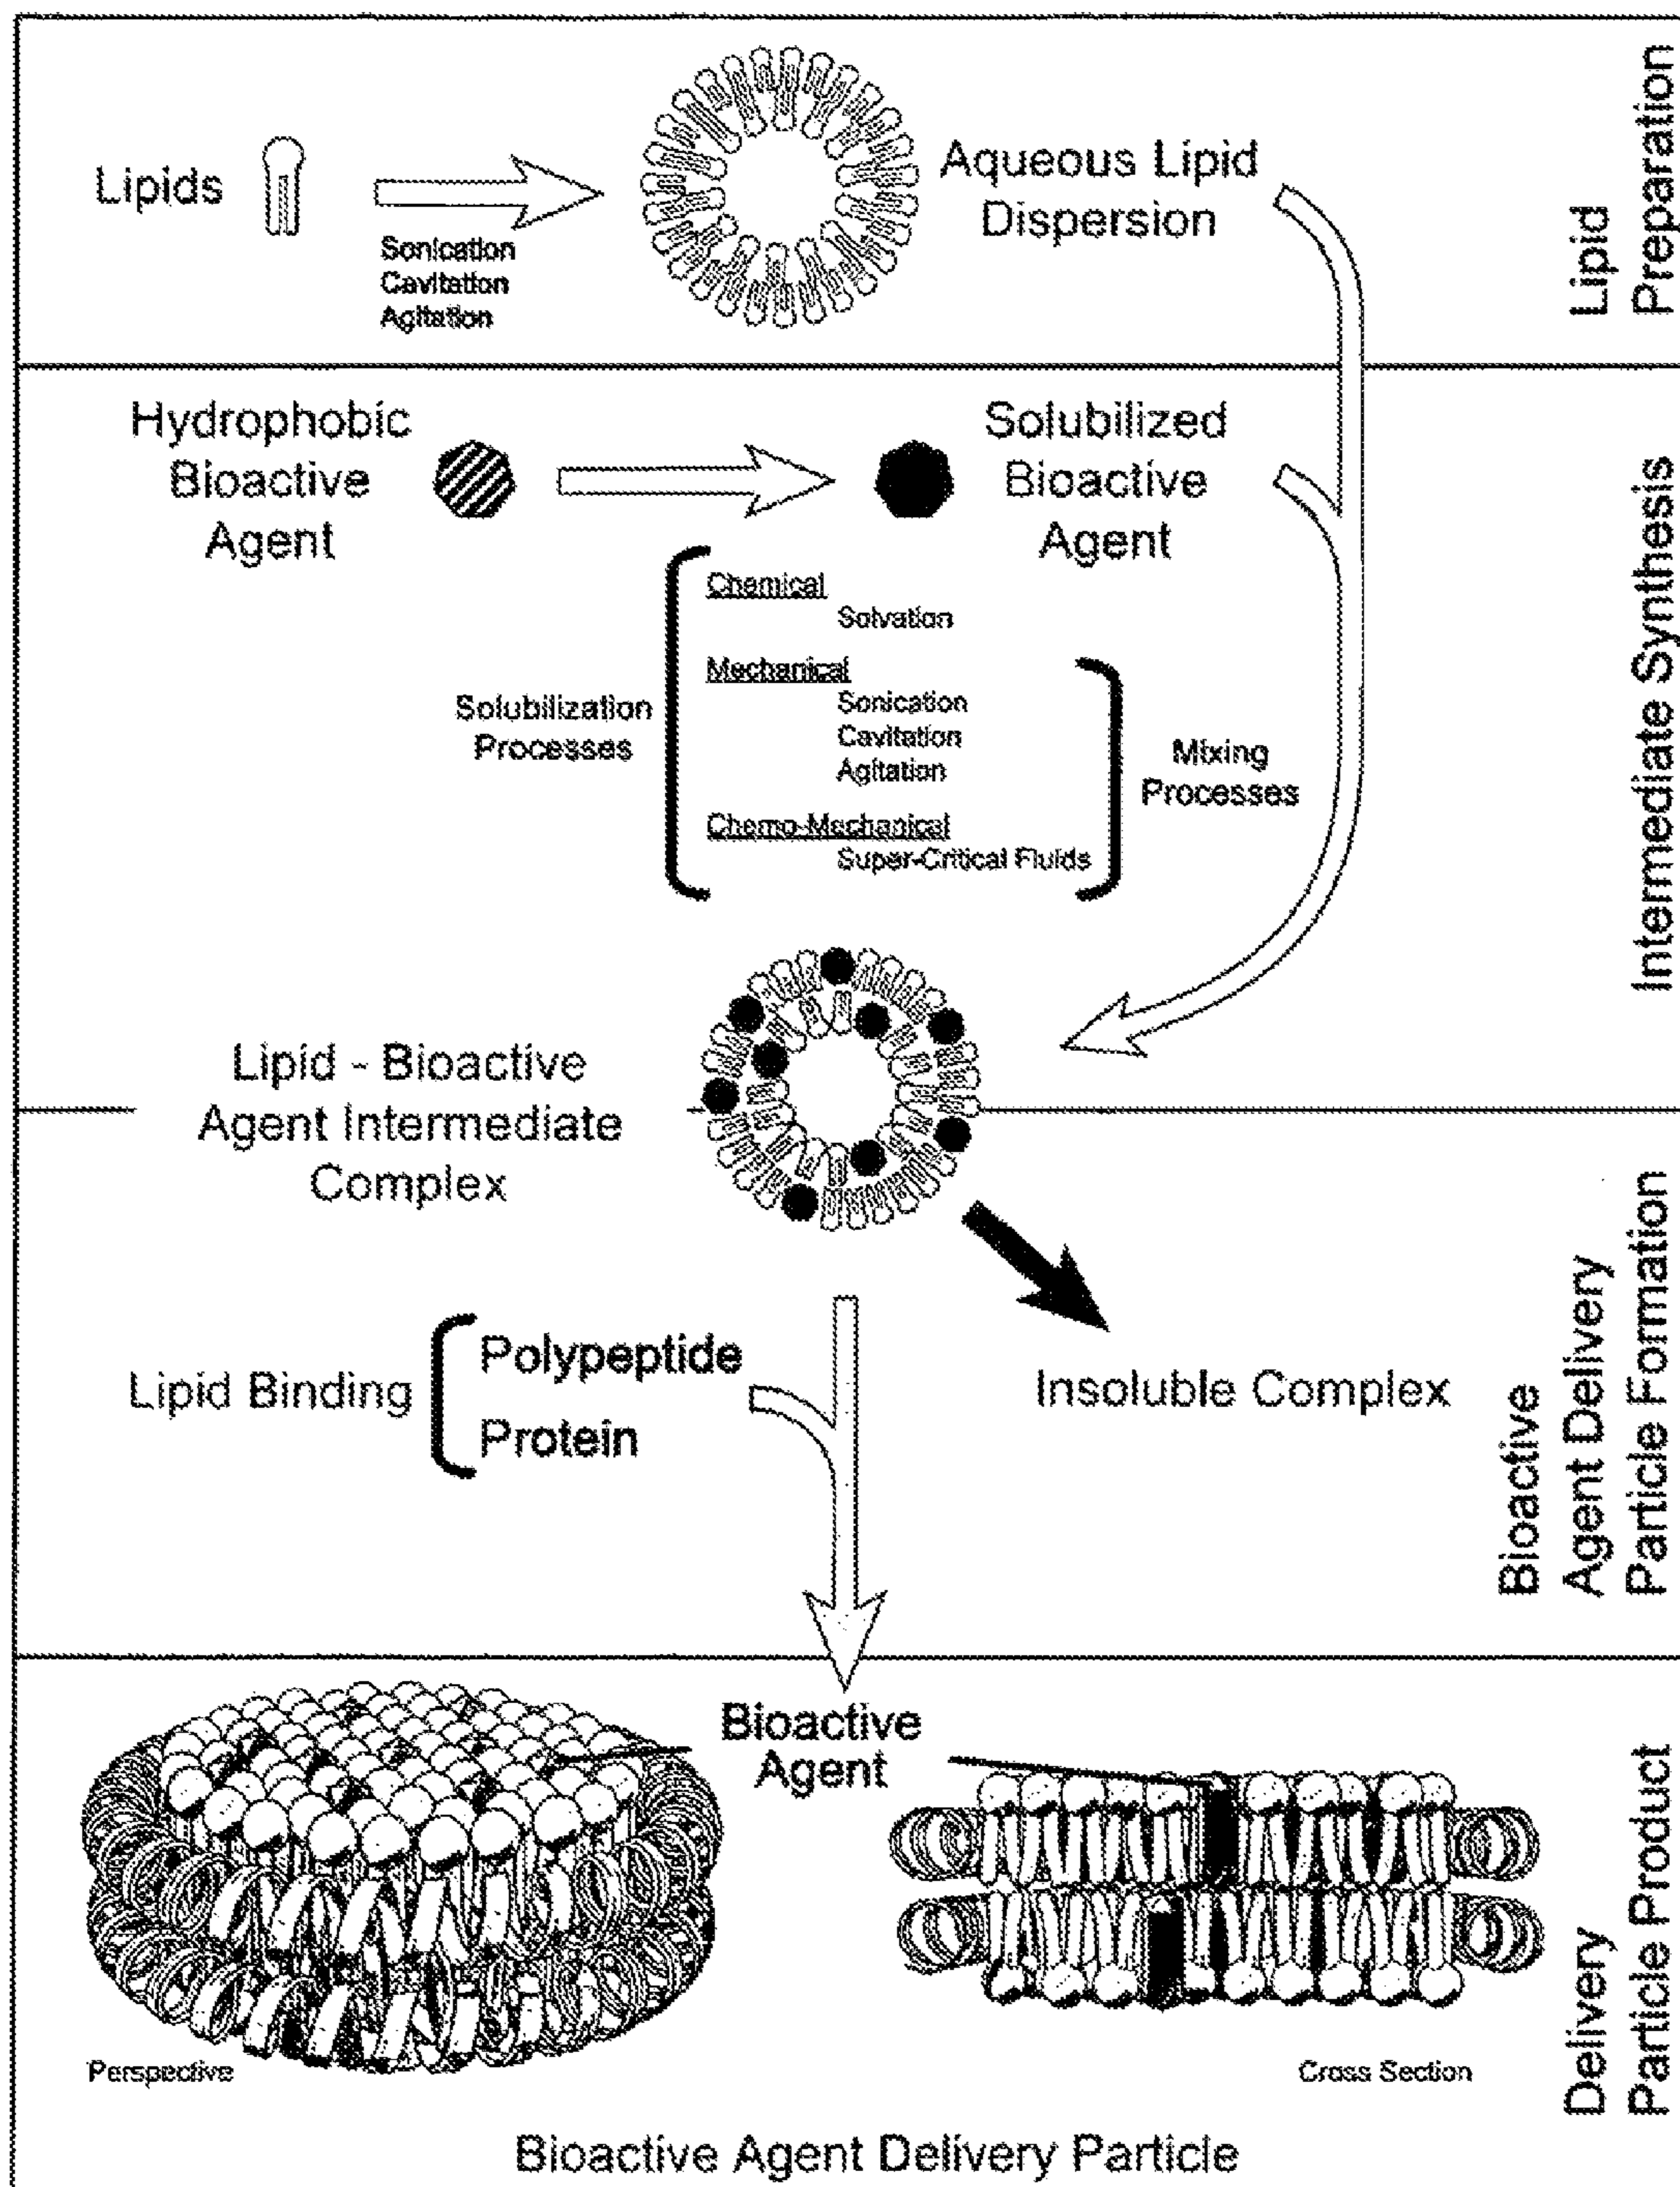 Lipids
Sonication
Cavitation
Agitation
Aqueous Lipid
Dispersion
Lipid
Preparation
Hydrophobic
Bioactive
Agent
Solubilized
Bioactive
Agent
Solubilization
Processes
Chemical
Solvation
Mechanical
Sonication
Cavitation
Agitation
Chemo-Mechanical
Super-Critical Fluids
Mixing
Processes
Intermediate Synthesis
Lipid - Bioactive
Agent Intermediate
Complex
Lipid Binding
Polypeptide
Protein
Insoluble Complex
Bioactive
Agent Delivery
Particle Formation
Bioactive
Agent
Perspective
Cross Section
Delivery
Particle Product
Bioactive Agent Delivery Particle